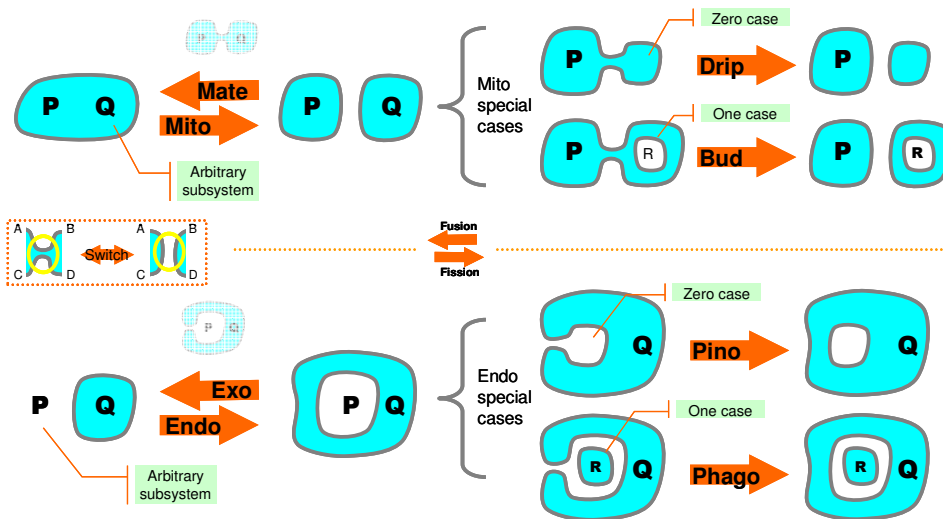 P Q
Zero case
P
Drip
P
Mate
P Q
Mito
P
Q
Mito
special
cases
One case
P
R
Bud
P
R
Arbitrary
subsystem
A B
A B
Switch
C D
C D
Fusion
Fission
Zero case
P Q
Q
Pino
Q
Exo
P
Q
Endo
P Q
Endo
special
cases
One case
R
Q
Phago
R
Q
Arbitrary
subsystem